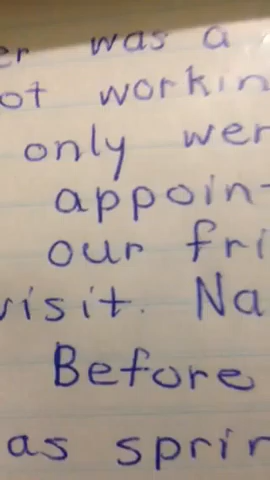 er was a
ot workin
only wer
appoin-
our fri
visit. Na
Before
as sprin